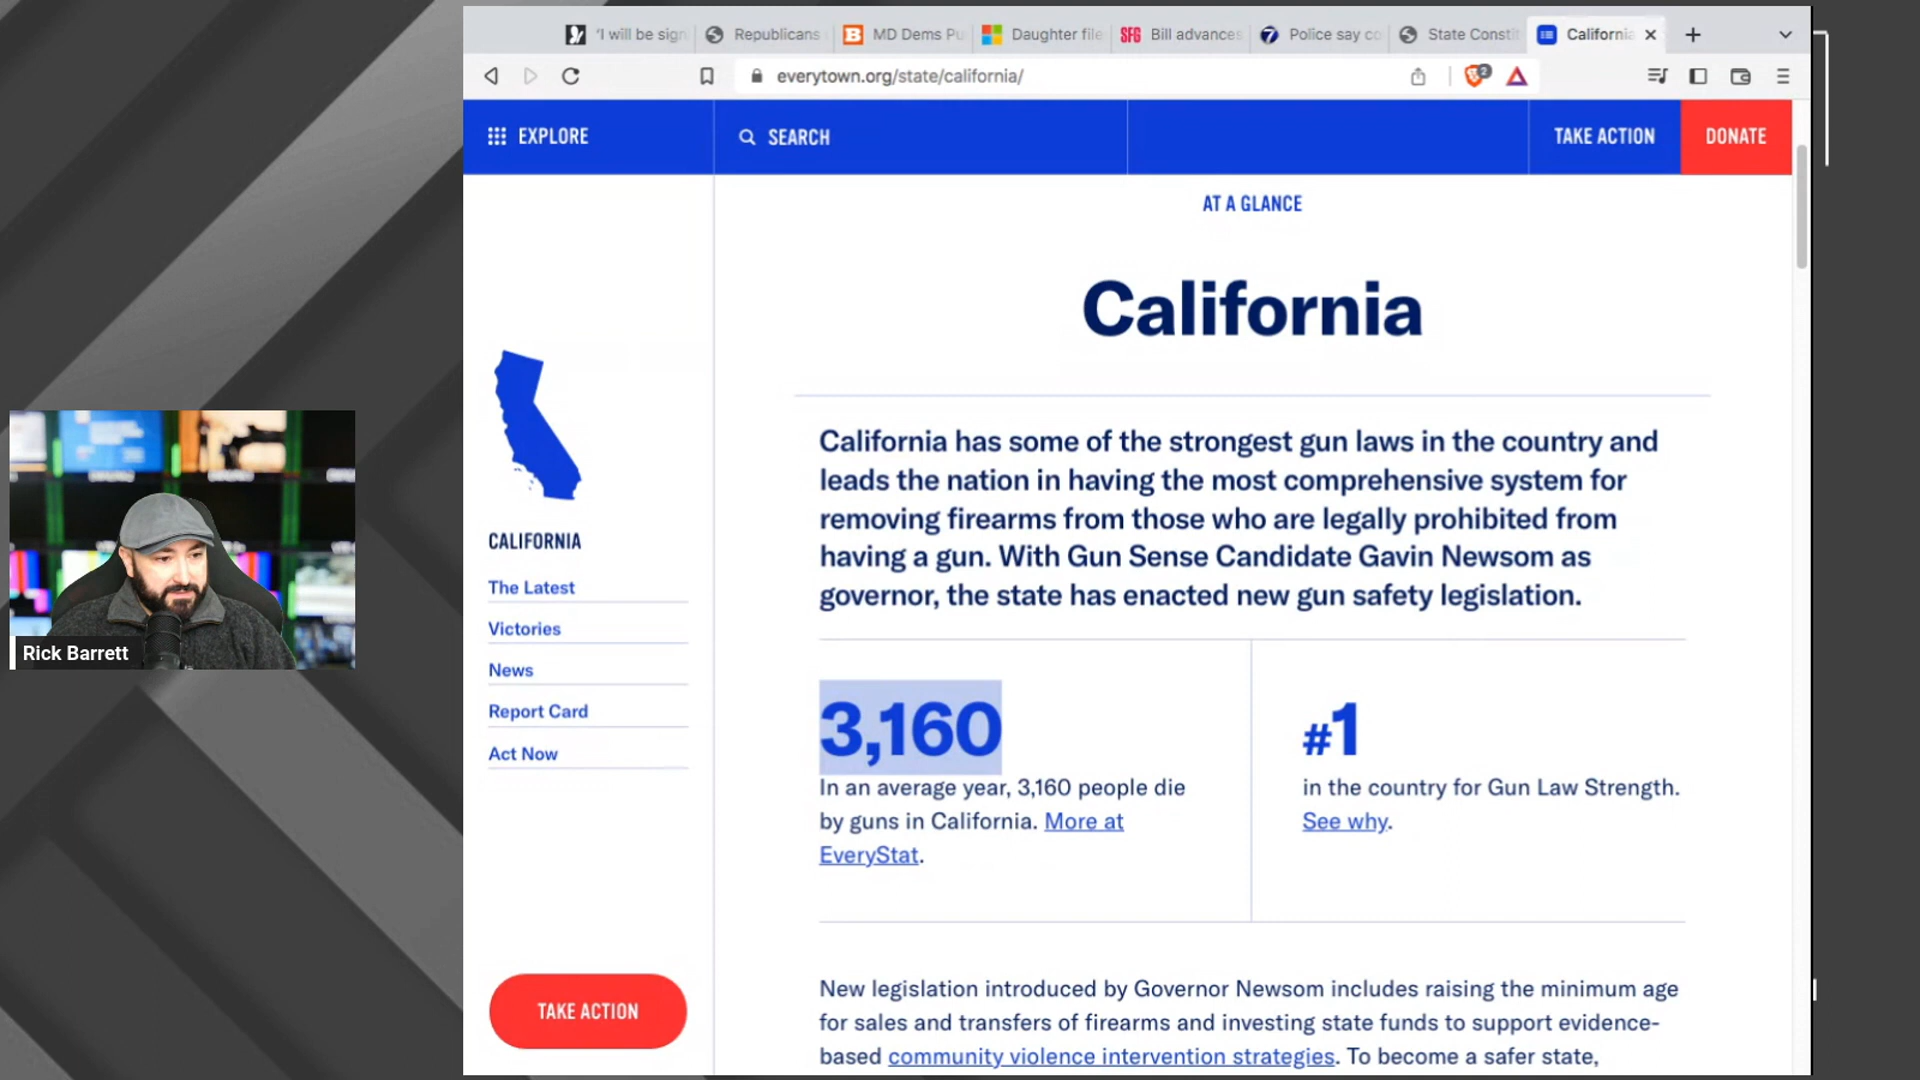 'I will be sign
Republicans
MD Dems Pu
Daughter file
SFG
Bill advances
7
Police say co
State Constit
California
everytown.org/state/california/
2
EXPLORE
SEARCH
TAKE ACTION
DONATE
AT A GLANCE
California
California has some of the strongest gun laws in the country and
leads the nation in having the most comprehensive system for
removing firearms from those who are legally prohibited from
having a gun. With Gun Sense Candidate Gavin Newsom as
governor, the state has enacted new gun safety legislation.
CALIFORNIA
The Latest
Victories
News
Report Card
Act Now
TAKE ACTION
3,160
In an average year, 3,160 people die
by guns in California. More at
EveryStat.
#1
in the country for Gun Law Strength.
See why.
New legislation introduced by Governor Newsom includes raising the minimum age
for sales and transfers of firearms and investing state funds to support evidence-
based community violence intervention strategies. To become a safer state,
Rick Barrett